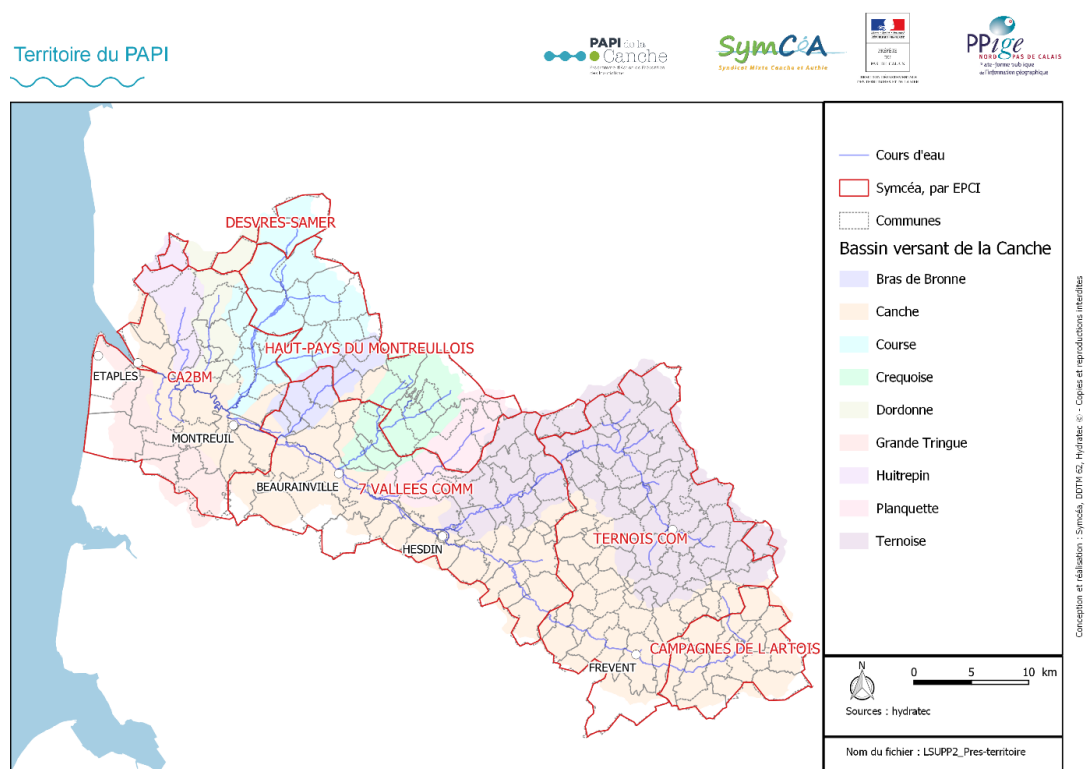 Territoire du PAPI
PAPI de la
Canche
SymCéA
Syndicat Mixte Canche et Authie
PPige
NORD PAS DE CALAIS
de l'information géographique
Cours d'eau
Symcéa, par EPCI
Communes
Bassin versant de la Canche
Bras de Bronne
Canche
Course
Crequoise
Dordonne
Grande Tringue
Huitrepin
Planquette
Ternoise
DESVRES-SAMER
HAUT-PAYS DU MONTREULLOIS
ETAPLES
CA2BM
MONTREUIL
BEAURAINVILLE
7 VALLEES COMM
HESDIN
TERNOIS COM
CAMPAGNES DE L ARTOIS
FREVENT
N
0 5 10 km
Sources : hydratec
Nom du fichier : LSUPP2_Pres-territoire
Conception et réalisation : Symcéa, DDTM 62, Hydratec © - Copies et reproductions interdites